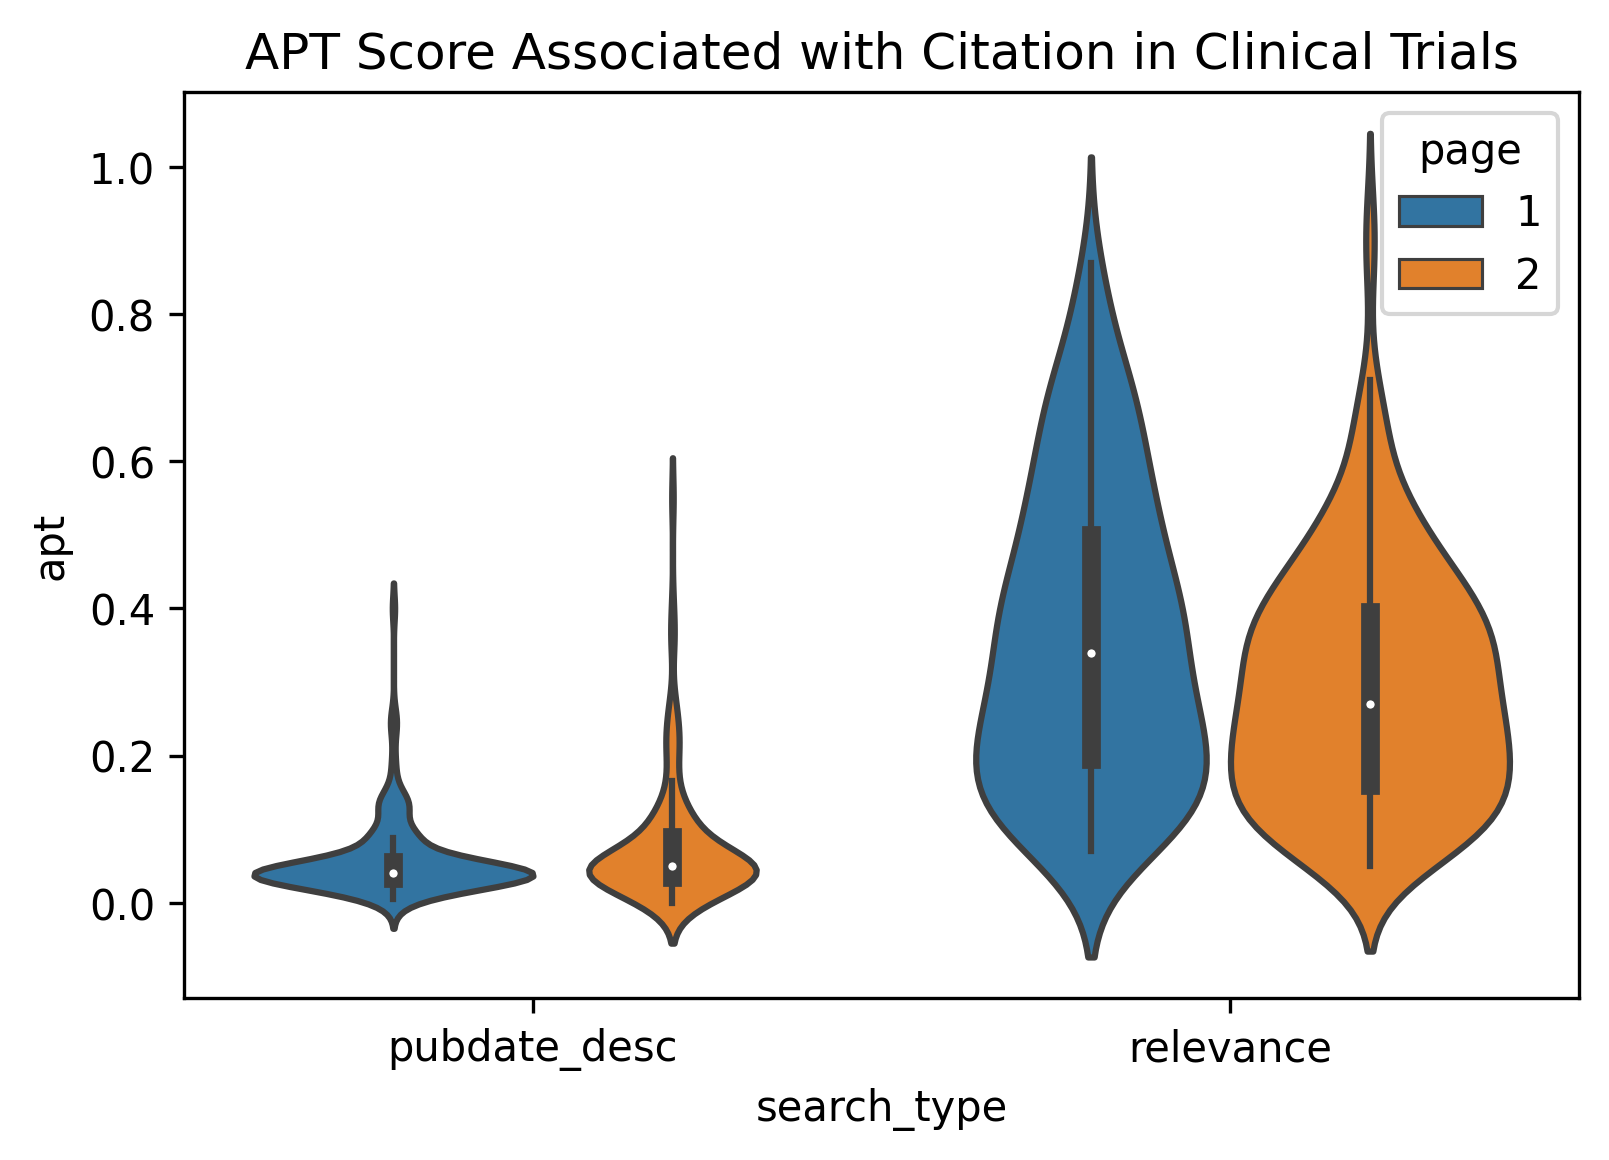 APT Score Associated with Citation in Clinical Trials
page
1
2
1.0
0.8
0.6
0.4
0.2
0.0
apt
pubdate_desc
relevance
search_type